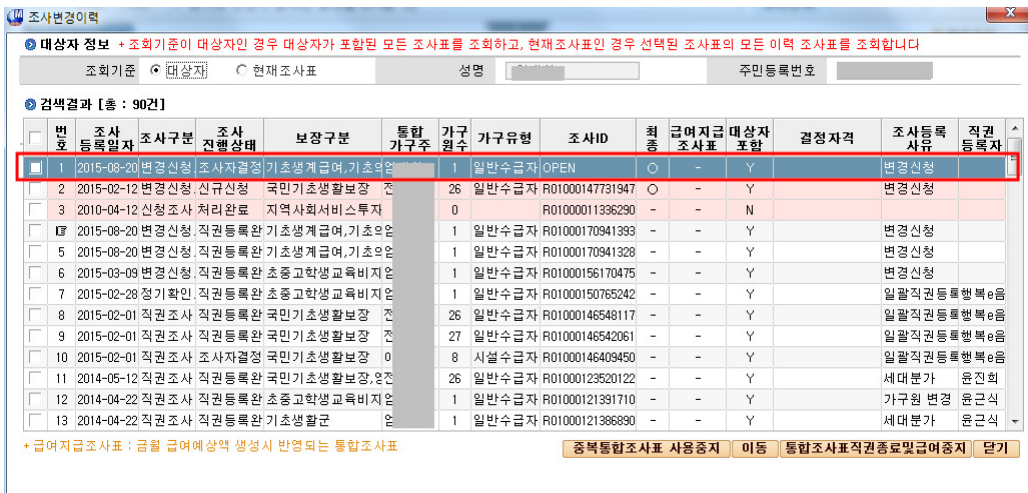 조사변경이력
대상자 정보 + 조회기준이 대상자인 경우 대상자가 포함된 모든 조사표를 조회하고, 현재조사표인 경우 선택된 조사표의 모든 이력 조사표를 조회합니다
조회기준 대상자 현재조사표 성명 주민등록번호
검색결과 [총 : 90건]
번호 조사등록일자 조사구분 조사진행상태 보장구분 통합가구주 가구원수 가구유형 조사ID 최종 급여지급조사표 대상자포함 결정자격 조사등록사유 직권등록자
1 2015-08-20 변경신청 조사자결정 기초생계급여,기초의 1 일반수급자 OPEN ○ - Y 변경신청
2 2015-02-12 변경신청 신규신청 국민기초생활보장 전 26 일반수급자 R01000147731947 ○ - Y 변경신청
3 2010-04-12 신청조사 처리완료 지역사회서비스투자 0 R01000011336290 - - N
2015-08-20 변경신청 직권등록완 기초생계급여,기초의 엄 1 일반수급자 R01000170941393 - - Y 변경신청
5 2015-08-20 변경신청 직권등록완 기초생계급여,기초의 엄 1 일반수급자 R01000170941328 - - Y 변경신청
6 2015-03-09 변경신청 직권등록완 초중고학생교육비지 엄 1 일반수급자 R01000156170475 - - Y 변경신청
7 2015-02-28 정기확인 직권등록완 초중고학생교육비지 엄 1 일반수급자 R01000150765242 - - Y 일괄직권등록 행복e음
8 2015-02-01 직권조사 직권등록완 국민기초생활보장 전 26 일반수급자 R01000146548117 - - Y 일괄직권등록 행복e음
9 2015-02-01 직권조사 직권등록완 국민기초생활보장 전 27 일반수급자 R01000146542061 - - Y 일괄직권등록 행복e음
10 2015-02-01 직권조사 조사자결정 국민기초생활보장 이 8 시설수급자 R01000146409450 - - Y 일괄직권등록 행복e음
11 2014-05-12 직권조사 직권등록완 국민기초생활보장, 전 26 일반수급자 R01000123520122 - - Y 세대분가 윤진희
12 2014-04-22 직권조사 직권등록완 초중고학생교육비지 엄 1 일반수급자 R01000121391710 - - Y 가구원 변경 윤근식
13 2014-04-22 직권조사 직권등록완 기초생활군 엄 1 일반수급자 R01000121386890 - - Y 세대분가 윤근식
+ 급여지급조사표 : 금월 급여예상액 생성시 반영되는 통합조사표 중복통합조사표 사용중지 이동 통합조사표직권종료및급여중지 닫기